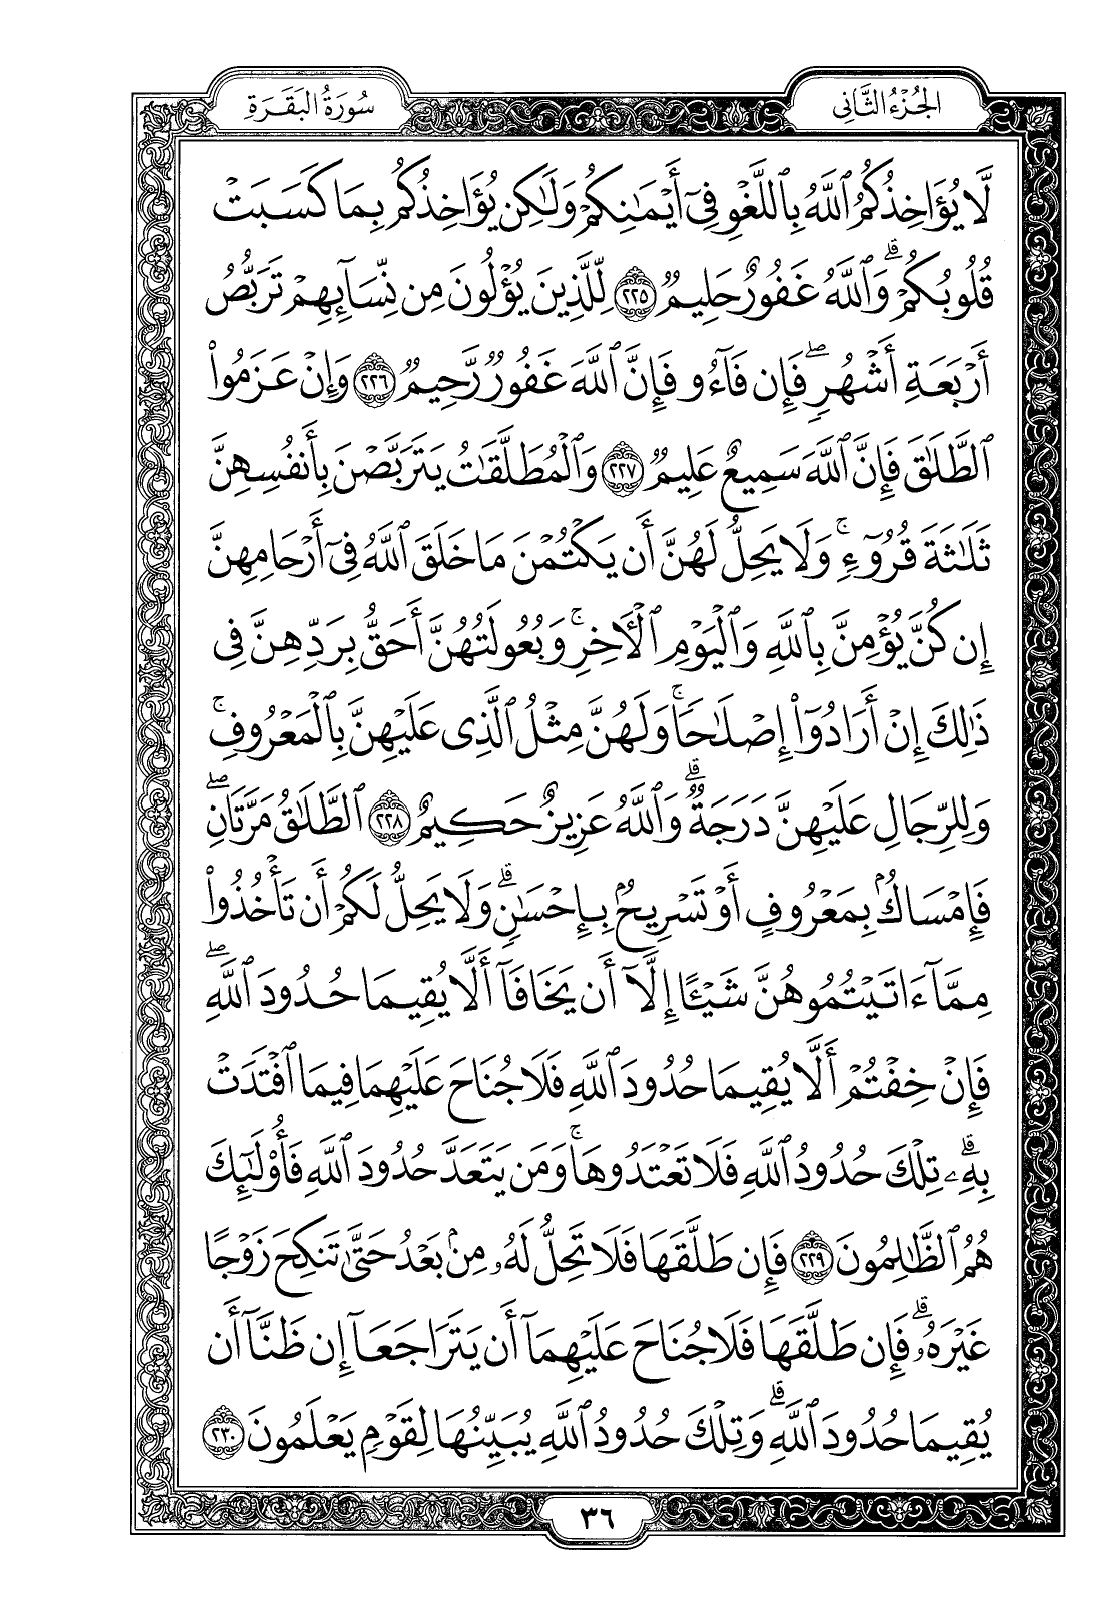 الجُزْءُ الثَّانِي
سُورَةُ البَقَرَةِ
لَّا يُؤَاخِذُكُمُ ٱللَّهُ بِٱللَّغْوِ فِىٓ أَيْمَـٰنِكُمْ وَلَـٰكِن يُؤَاخِذُكُم بِمَا كَسَبَتْ
قُلُوبُكُمْ ۗ وَٱللَّهُ غَفُورٌ حَلِيمٌ ٢٢٥ لِّلَّذِينَ يُؤْلُونَ مِن نِّسَآئِهِمْ تَرَبُّصُ
أَرْبَعَةِ أَشْهُرٍ ۖ فَإِن فَآءُو فَإِنَّ ٱللَّهَ غَفُورٌ رَّحِيمٌ ٢٢٦ وَإِنْ عَزَمُوا۟
ٱلطَّلَـٰقَ فَإِنَّ ٱللَّهَ سَمِيعٌ عَلِيمٌ ٢٢٧ وَٱلْمُطَلَّقَـٰتُ يَتَرَبَّصْنَ بِأَنفُسِهِنَّ
ثَلَـٰثَةَ قُرُوٓءٍ ۚ وَلَا يَحِلُّ لَهُنَّ أَن يَكْتُمْنَ مَا خَلَقَ ٱللَّهُ فِىٓ أَرْحَامِهِنَّ
إِن كُنَّ يُؤْمِنَّ بِٱللَّهِ وَٱلْيَوْمِ ٱلْـَٔاخِرِ ۚ وَبُعُولَتُهُنَّ أَحَقُّ بِرَدِّهِنَّ فِى
ذَٰلِكَ إِنْ أَرَادُوٓا۟ إِصْلَـٰحًا ۚ وَلَهُنَّ مِثْلُ ٱلَّذِى عَلَيْهِنَّ بِٱلْمَعْرُوفِ ۚ
وَلِلرِّجَالِ عَلَيْهِنَّ دَرَجَةٌ ۗ وَٱللَّهُ عَزِيزٌ حَكِيمٌ ٢٢٨ ٱلطَّلَـٰقُ مَرَّتَانِ ۖ
فَإِمْسَاكٌۢ بِمَعْرُوفٍ أَوْ تَسْرِيحٌۢ بِإِحْسَـٰنٍ ۗ وَلَا يَحِلُّ لَكُمْ أَن تَأْخُذُوا۟
مِمَّآ ءَاتَيْتُمُوهُنَّ شَيْـًٔا إِلَّآ أَن يَخَافَآ أَلَّا يُقِيمَا حُدُودَ ٱللَّهِ ۖ
فَإِنْ خِفْتُمْ أَلَّا يُقِيمَا حُدُودَ ٱللَّهِ فَلَا جُنَاحَ عَلَيْهِمَا فِيمَا ٱفْتَدَتْ
بِهِۦ ۗ تِلْكَ حُدُودُ ٱللَّهِ فَلَا تَعْتَدُوهَا ۚ وَمَن يَتَعَدَّ حُدُودَ ٱللَّهِ فَأُو۟لَـٰٓئِكَ
هُمُ ٱلظَّـٰلِمُونَ ٢٢٩ فَإِن طَلَّقَهَا فَلَا تَحِلُّ لَهُۥ مِنۢ بَعْدُ حَتَّىٰ تَنكِحَ زَوْجًا
غَيْرَهُۥ ۗ فَإِن طَلَّقَهَا فَلَا جُنَاحَ عَلَيْهِمَآ أَن يَتَرَاجَعَآ إِن ظَنَّآ أَن
يُقِيمَا حُدُودَ ٱللَّهِ ۗ وَتِلْكَ حُدُودُ ٱللَّهِ يُبَيِّنُهَا لِقَوْمٍ يَعْلَمُونَ ٢٣٠
٣٦